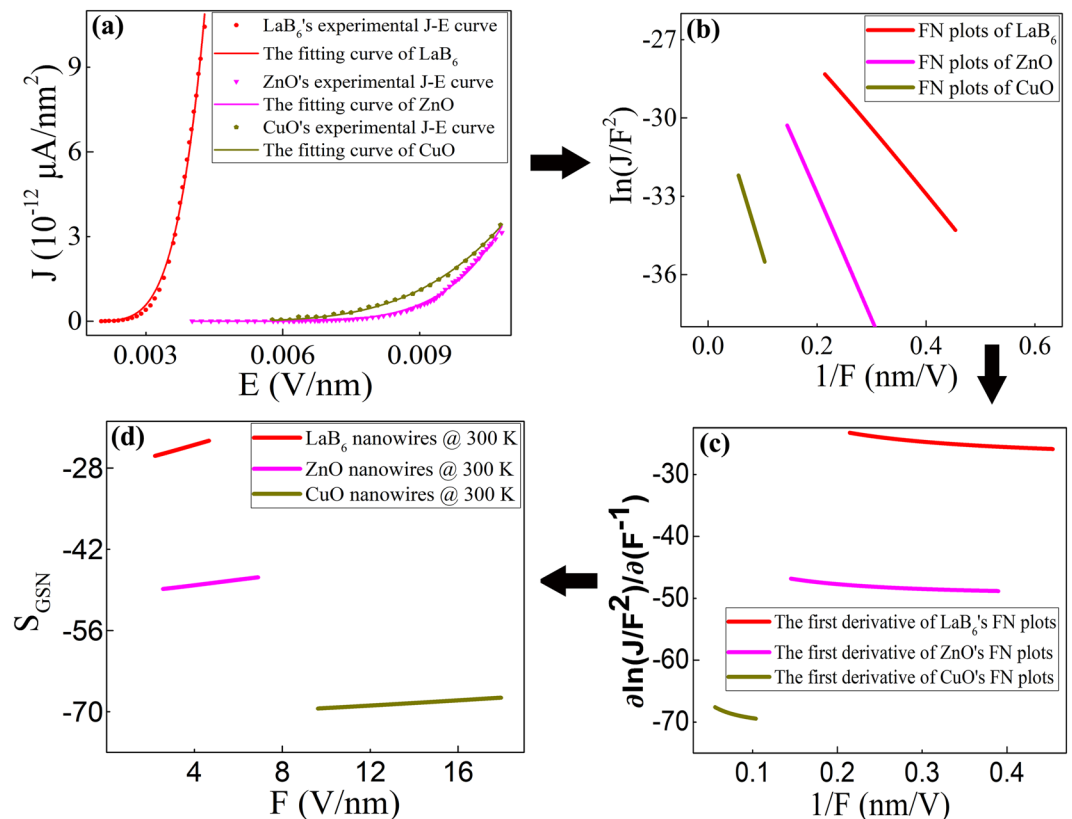 (a)
LaB₆'s experimental J-E curve
The fitting curve of LaB₆
ZnO's experimental J-E curve
The fitting curve of ZnO
CuO's experimental J-E curve
The fitting curve of CuO
J (10⁻¹² μA/nm²)
9
6
3
0
0.003 0.006 0.009
E (V/nm)
(b)
FN plots of LaB₆
FN plots of ZnO
FN plots of CuO
In(J/F²)
-27
-30
-33
-36
0.0 0.2 0.4 0.6
1/F (nm/V)
(d)
LaB₆ nanowires @ 300 K
ZnO nanowires @ 300 K
CuO nanowires @ 300 K
S_GSN
-28
-42
-56
-70
4 8 12 16
F (V/nm)
(c)
∂ln(J/F²)/∂(F⁻¹)
-30
-40
-50
-60
-70
The first derivative of LaB₆'s FN plots
The first derivative of ZnO's FN plots
The first derivative of CuO's FN plots
0.1 0.2 0.3 0.4
1/F (nm/V)